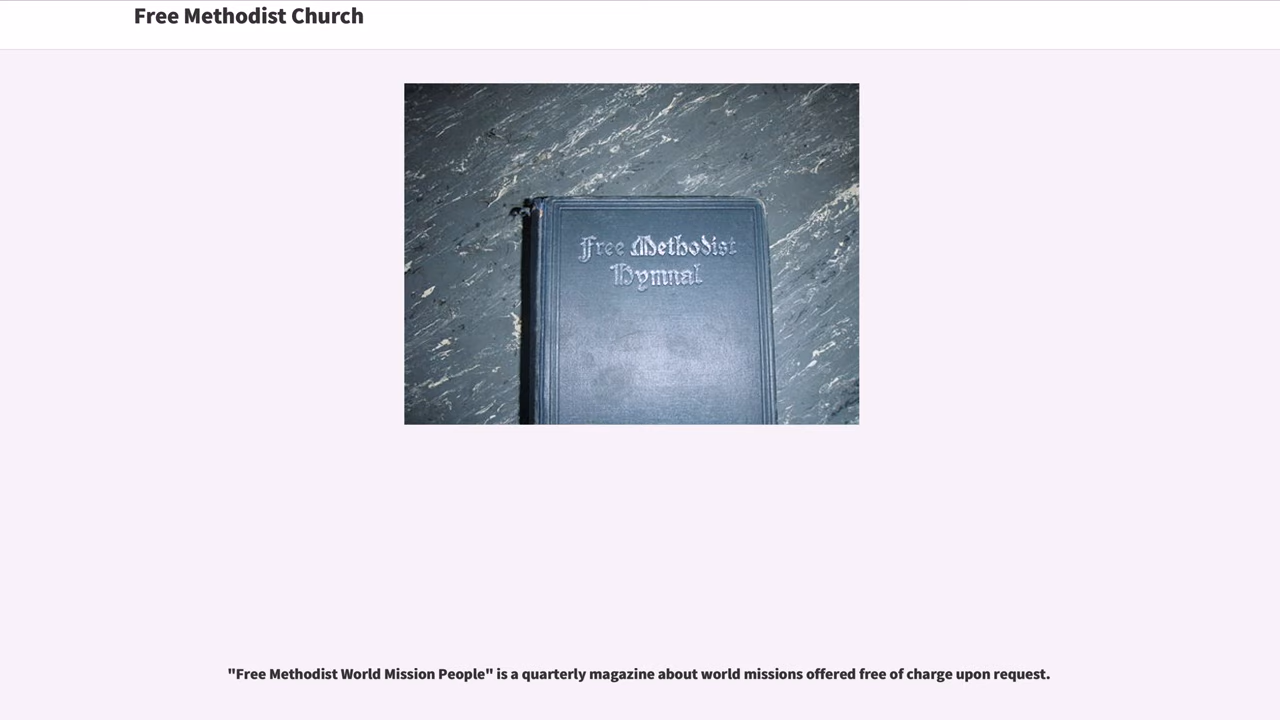 Free Methodist Church
Free Methodist
Hymnal
"Free Methodist World Mission People" is a quarterly magazine about world missions offered free of charge upon request.